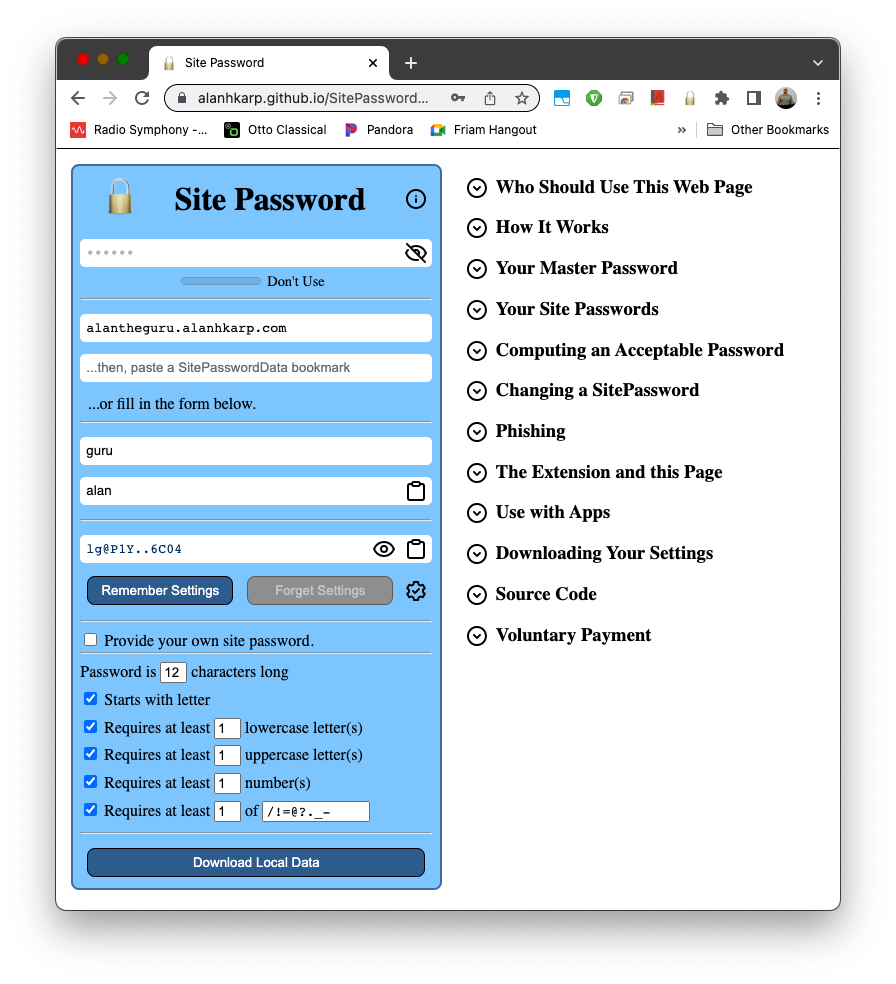 Site Password
alanhkarp.github.io/SitePassword...
Radio Symphony -...
Otto Classical
Pandora
Friam Hangout
»
Other Bookmarks
Site Password
••••••
Don't Use
alantheguru.alanhkarp.com
...then, paste a SitePasswordData bookmark
...or fill in the form below.
guru
alan
lg@P1Y..6C04
Remember Settings
Forget Settings
Provide your own site password.
Password is 12 characters long
Starts with letter
Requires at least 1 lowercase letter(s)
Requires at least 1 uppercase letter(s)
Requires at least 1 number(s)
Requires at least 1 of /!=@?._-
Download Local Data
Who Should Use This Web Page
How It Works
Your Master Password
Your Site Passwords
Computing an Acceptable Password
Changing a SitePassword
Phishing
The Extension and this Page
Use with Apps
Downloading Your Settings
Source Code
Voluntary Payment